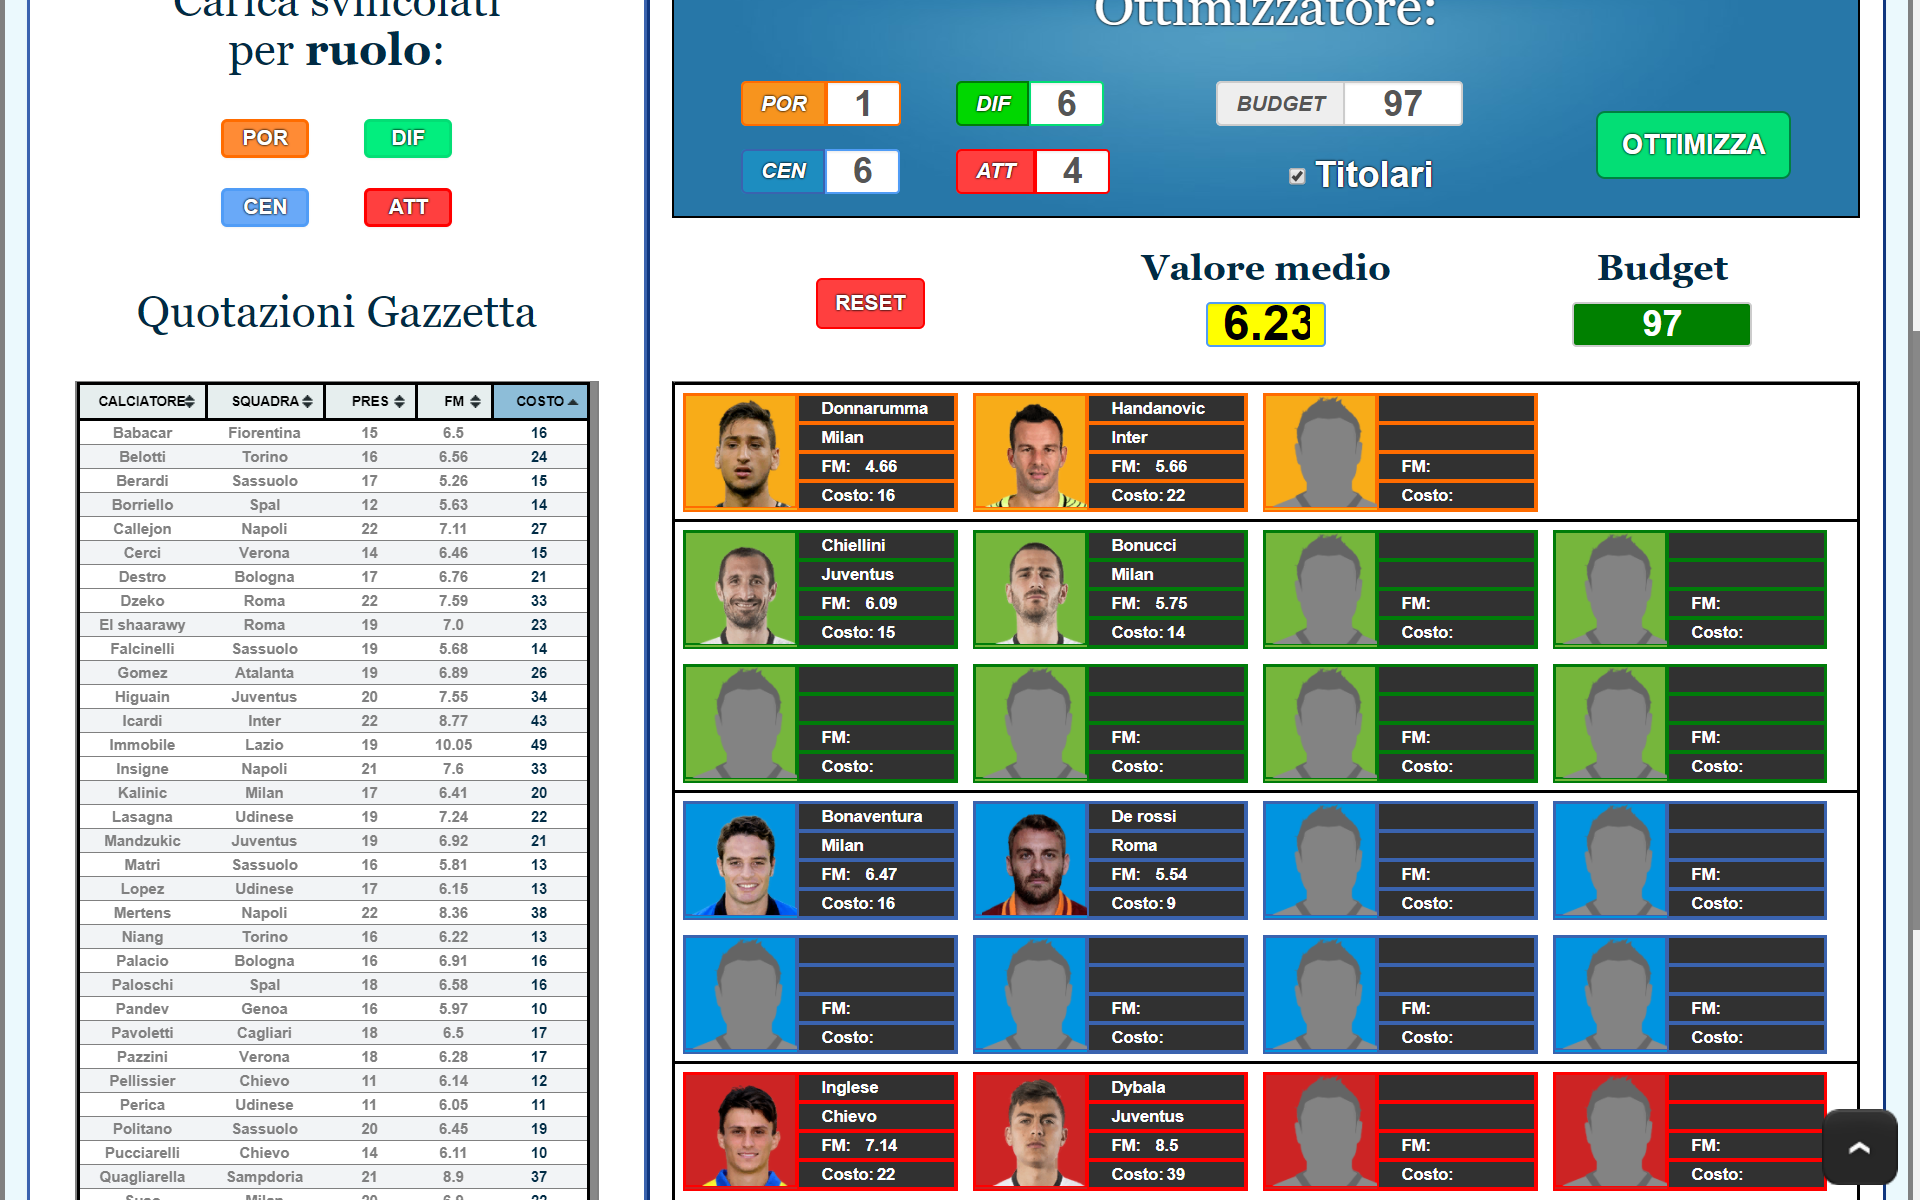 Carica svincolati
per ruolo:
POR DIF
CEN ATT
Quotazioni Gazzetta
CALCIATORE SQUADRA PRES FM COSTO
Babacar Fiorentina 15 6.5 16
Belotti Torino 16 6.56 24
Berardi Sassuolo 17 5.26 15
Borriello Spal 12 5.63 14
Callejon Napoli 22 7.11 27
Cerci Verona 14 6.46 15
Destro Bologna 17 6.76 21
Dzeko Roma 22 7.59 33
El shaarawy Roma 19 7.0 23
Falcinelli Sassuolo 19 5.68 14
Gomez Atalanta 19 6.89 26
Higuain Juventus 20 7.55 34
Icardi Inter 22 8.77 43
Immobile Lazio 19 10.05 49
Insigne Napoli 21 7.6 33
Kalinic Milan 17 6.41 20
Lasagna Udinese 19 7.24 22
Mandzukic Juventus 19 6.92 21
Matri Sassuolo 16 5.81 13
Lopez Udinese 17 6.15 13
Mertens Napoli 22 8.36 38
Niang Torino 16 6.22 13
Palacio Bologna 16 6.91 16
Paloschi Spal 18 6.58 16
Pandev Genoa 16 5.97 10
Pavoletti Cagliari 18 6.5 17
Pazzini Verona 18 6.28 17
Pellissier Chievo 11 6.14 12
Perica Udinese 11 6.05 11
Politano Sassuolo 20 6.45 19
Pucciarelli Chievo 14 6.11 10
Quagliarella Sampdoria 21 8.9 37
Suso Milan 20 6.9 22
Ottimizzatore:
POR 1 DIF 6 BUDGET 97
CEN 6 ATT 4 Titolari
OTTIMIZZA
RESET
Valore medio
6.23
Budget
97
Donnarumma Handanovic
Milan Inter
FM: 4.66 FM: 5.66 FM:
Costo: 16 Costo: 22 Costo:
Chiellini Bonucci
Juventus Milan
FM: 6.09 FM: 5.75 FM: FM:
Costo: 15 Costo: 14 Costo: Costo:
FM: FM: FM: FM:
Costo: Costo: Costo: Costo:
Bonaventura De rossi
Milan Roma
FM: 6.47 FM: 5.54 FM: FM:
Costo: 16 Costo: 9 Costo: Costo:
FM: FM: FM: FM:
Costo: Costo: Costo: Costo:
Inglese Dybala
Chievo Juventus
FM: 7.14 FM: 8.5 FM: FM:
Costo: 22 Costo: 39 Costo: Costo: